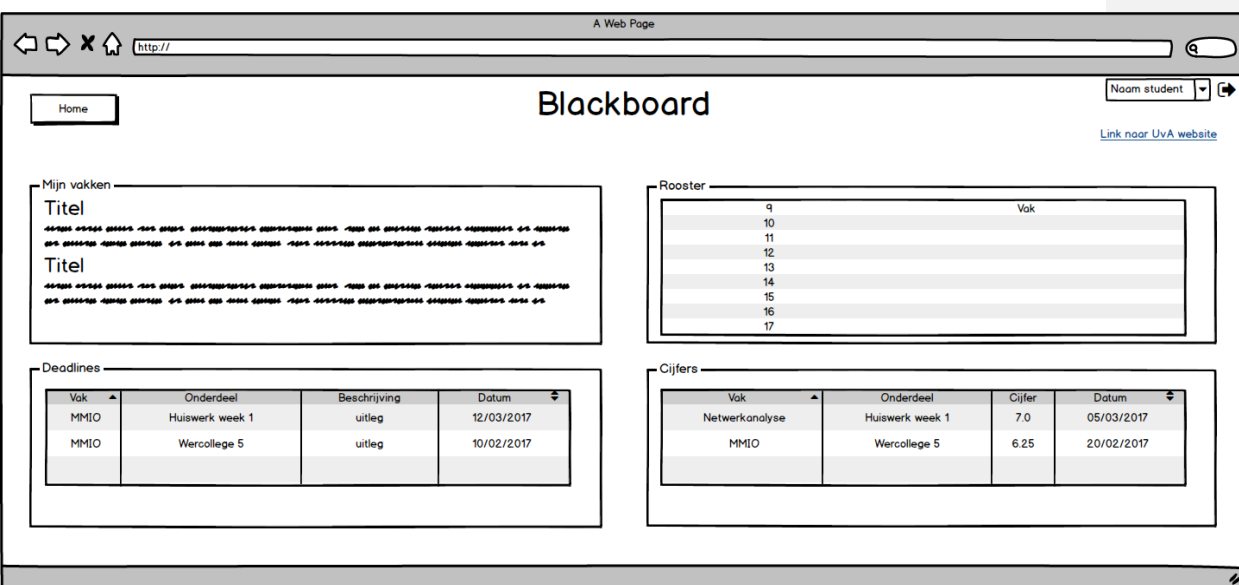 A Web Page
http://
Home
Blackboard
Naam student
Link naar UvA website
Mijn vakken
Titel
Titel
Rooster
9 Vak
10
11
12
13
14
15
16
17
Deadlines
Vak Onderdeel Beschrijving Datum
MMIO Huiswerk week 1 uitleg 12/03/2017
MMIO Wercollege 5 uitleg 10/02/2017
Cijfers
Vak Onderdeel Cijfer Datum
Netwerkanalyse Huiswerk week 1 7.0 05/03/2017
MMIO Wercollege 5 6.25 20/02/2017